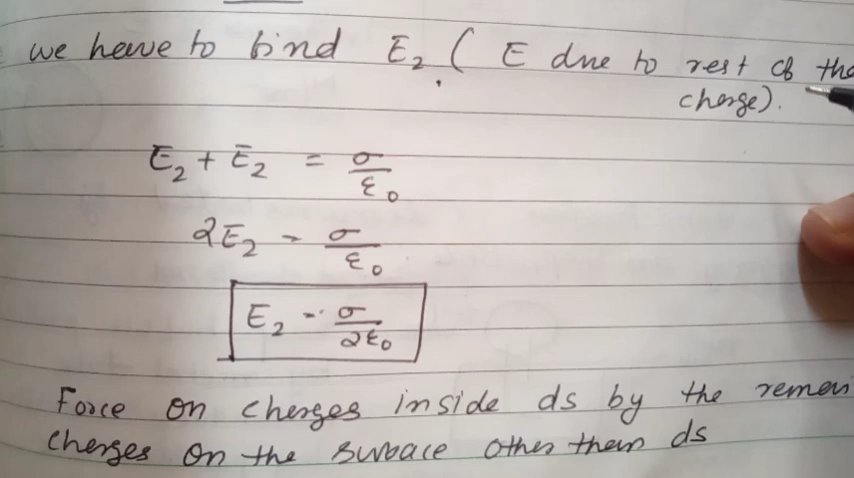 we have to find E₂ ( E due to rest of the
charge).
E₂ + E₂ = σ/ε₀
2E₂ = σ/ε₀
E₂ = σ/2ε₀
Force on charges inside ds by the
charges on the surface other than ds